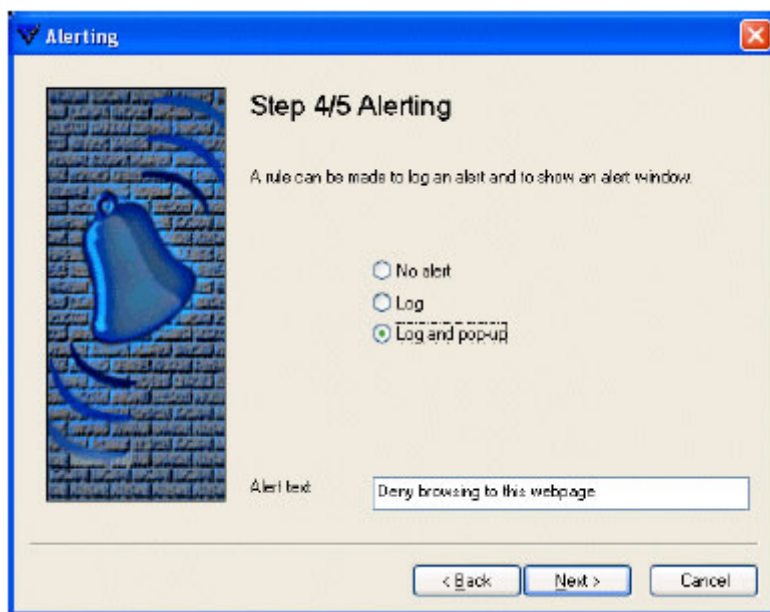 Alerting
Step 4/5 Alerting
A rule can be made to log an alert and to show an alert window.
No alert
Log
Log and pop-up
Alert text
Deny browsing to this webpage
< Back
Next >
Cancel